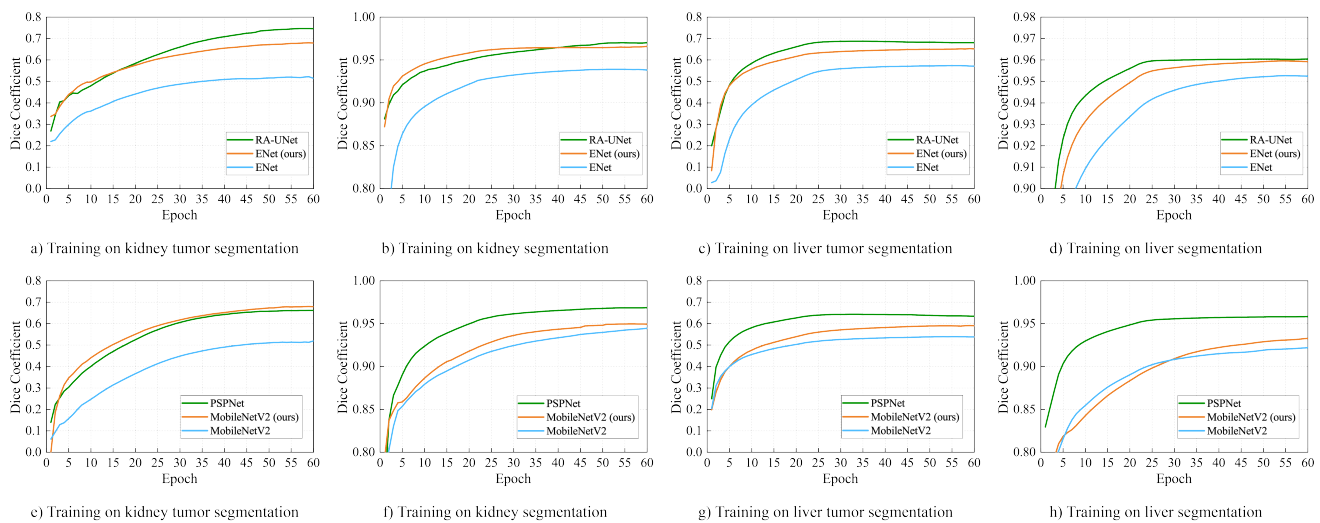 Dice Coefficient
0.8
0.7
0.6
0.5
0.4
0.3
0.2
0.1
0.0
RA-UNet
ENet (ours)
ENet
1 5 10 15 20 25 30 35 40 45 50 55 60
Epoch
a) Training on kidney tumor segmentation
Dice Coefficient
1.00
0.95
0.90
0.85
0.80
RA-UNet
ENet (ours)
ENet
1 5 10 15 20 25 30 35 40 45 50 55 60
Epoch
b) Training on kidney segmentation
Dice Coefficient
0.8
0.7
0.6
0.5
0.4
0.3
0.2
0.1
0.0
RA-UNet
ENet (ours)
ENet
1 5 10 15 20 25 30 35 40 45 50 55 60
Epoch
c) Training on liver tumor segmentation
Dice Coefficient
0.98
0.97
0.96
0.95
0.94
0.93
0.92
0.91
0.90
RA-UNet
ENet (ours)
ENet
1 5 10 15 20 25 30 35 40 45 50 55 60
Epoch
d) Training on liver segmentation
Dice Coefficient
0.8
0.7
0.6
0.5
0.4
0.3
0.2
0.1
0.0
PSPNet
MobileNetV2 (ours)
MobileNetV2
1 5 10 15 20 25 30 35 40 45 50 55 60
Epoch
e) Training on kidney tumor segmentation
Dice Coefficient
1.00
0.95
0.90
0.85
0.80
PSPNet
MobileNetV2 (ours)
MobileNetV2
1 5 10 15 20 25 30 35 40 45 50 55 60
Epoch
f) Training on kidney segmentation
Dice Coefficient
0.8
0.7
0.6
0.5
0.4
0.3
0.2
0.1
0.0
PSPNet
MobileNetV2 (ours)
MobileNetV2
1 5 10 15 20 25 30 35 40 45 50 55 60
Epoch
g) Training on liver tumor segmentation
Dice Coefficient
1.00
0.95
0.90
0.85
0.80
PSPNet
MobileNetV2 (ours)
MobileNetV2
1 5 10 15 20 25 30 35 40 45 50 55 60
Epoch
h) Training on liver segmentation